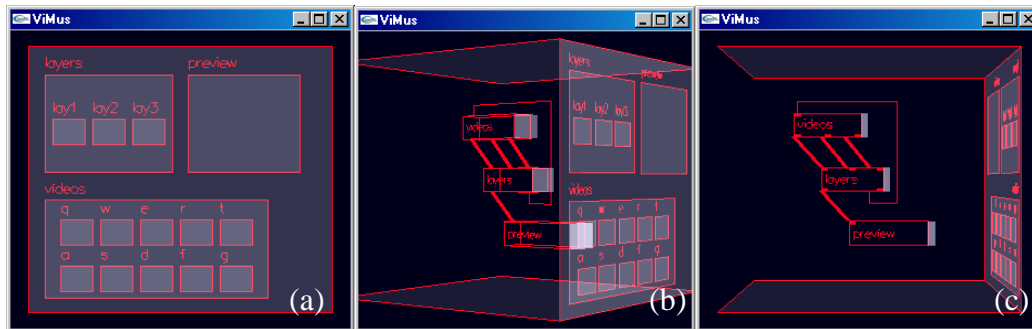 ViMus
layers
preview
lay1 lay2 lay3
videos
q w e r t
a s d f g
(a)
ViMus
layers
preview
lay1 lay2 lay3
videos
layers
videos
preview
q w e r t
a s d f g
(b)
ViMus
videos
layers
preview
(c)